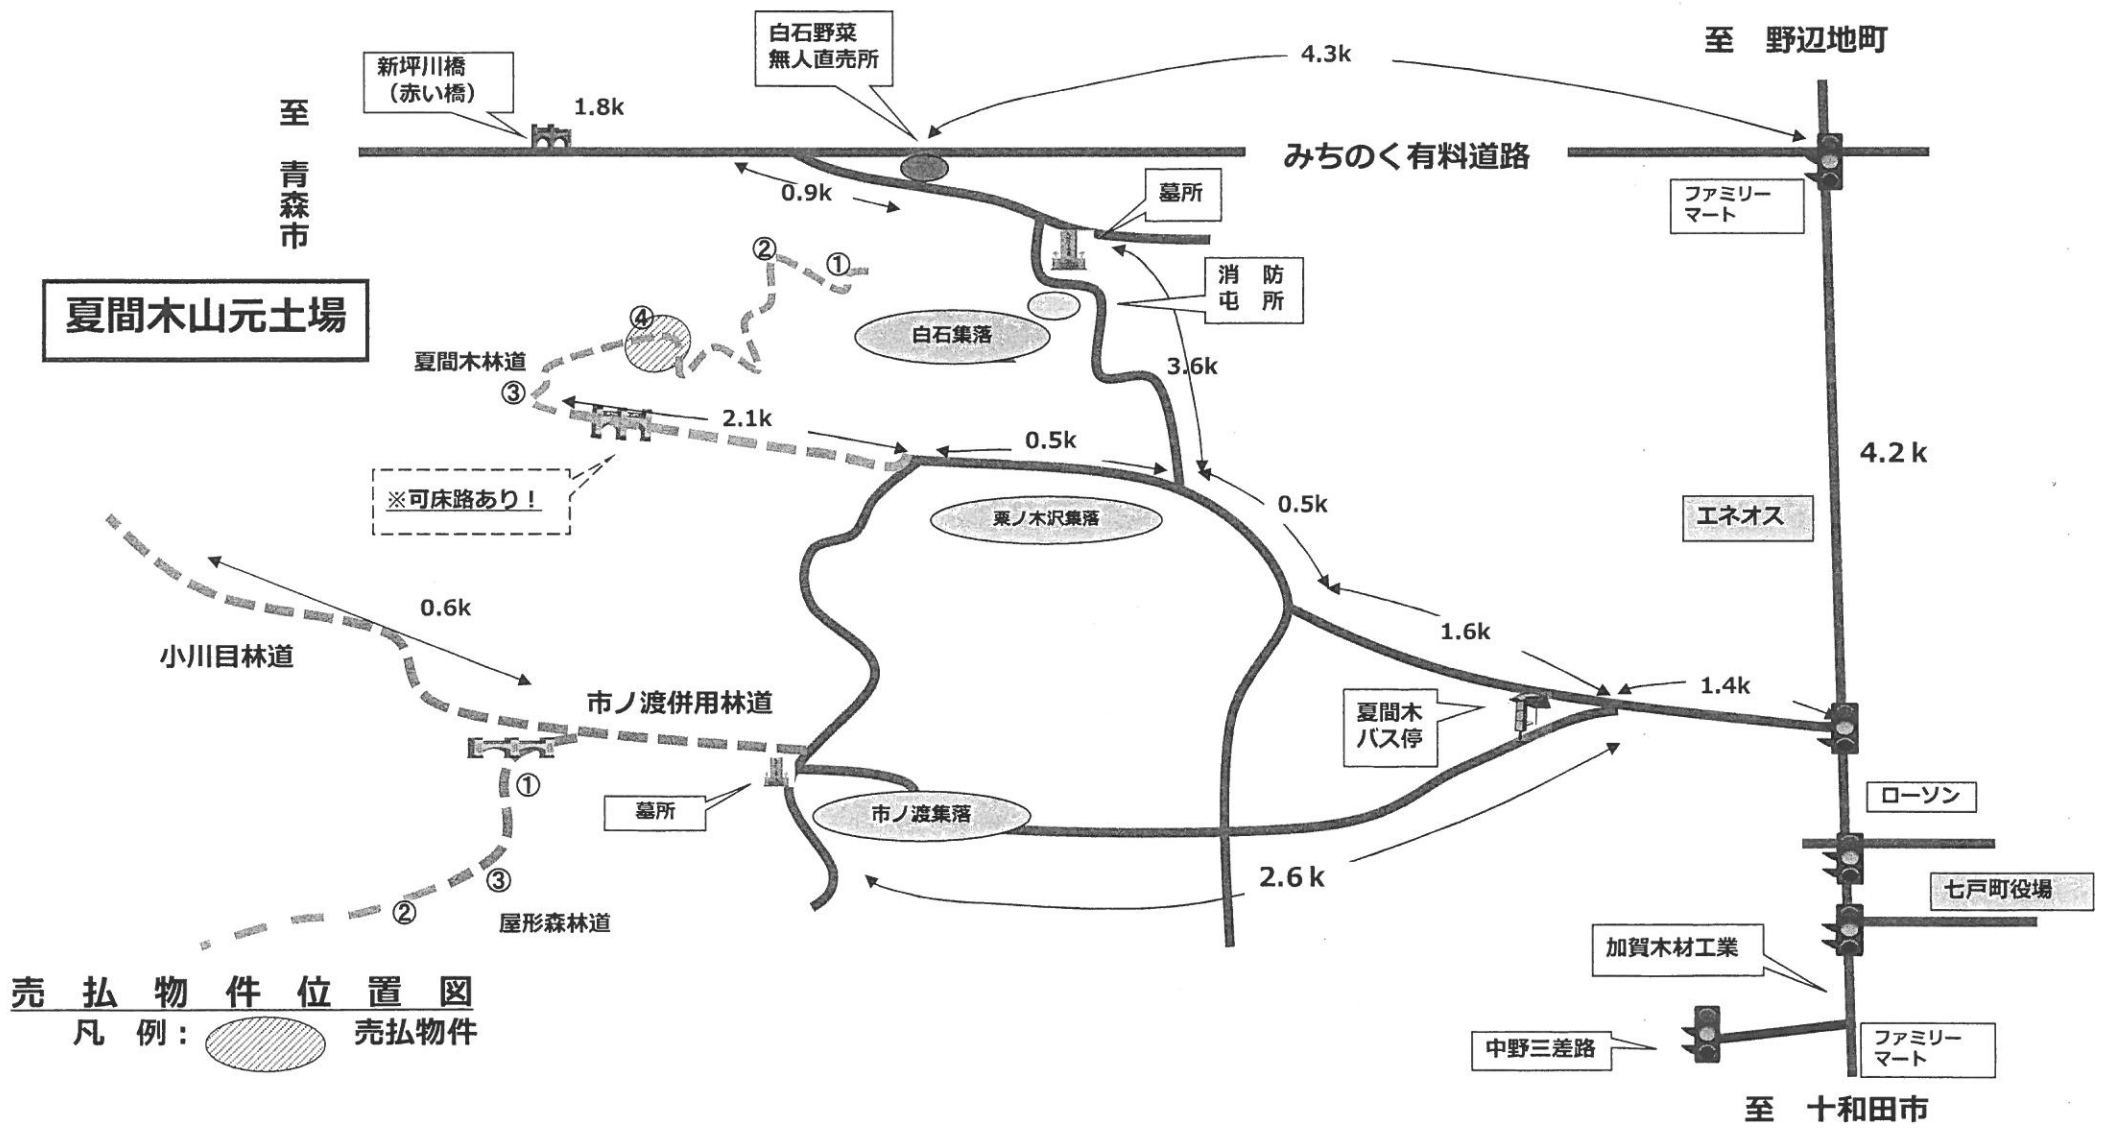 至 野辺地町
白石野菜
無人直売所
4.3k
新坪川橋
(赤い橋)
1.8k
至 青森市
みちのく有料道路
0.9k
墓所
ファミリー
マート
②
①
消 防
屯 所
夏間木山元土場
④
白石集落
夏間木林道
3.6k
③
2.1k
0.5k
4.2k
※可床路あり！
0.5k
エネオス
栗ノ木沢集落
0.6k
1.6k
小川目林道
市ノ渡併用林道
1.4k
夏間木
バス停
①
墓所
市ノ渡集落
ローソン
③
2.6k
七戸町役場
②
屋形森林道
加賀木材工業
売払物件位置図
凡 例：
売払物件
中野三差路
ファミリー
マート
至 十和田市